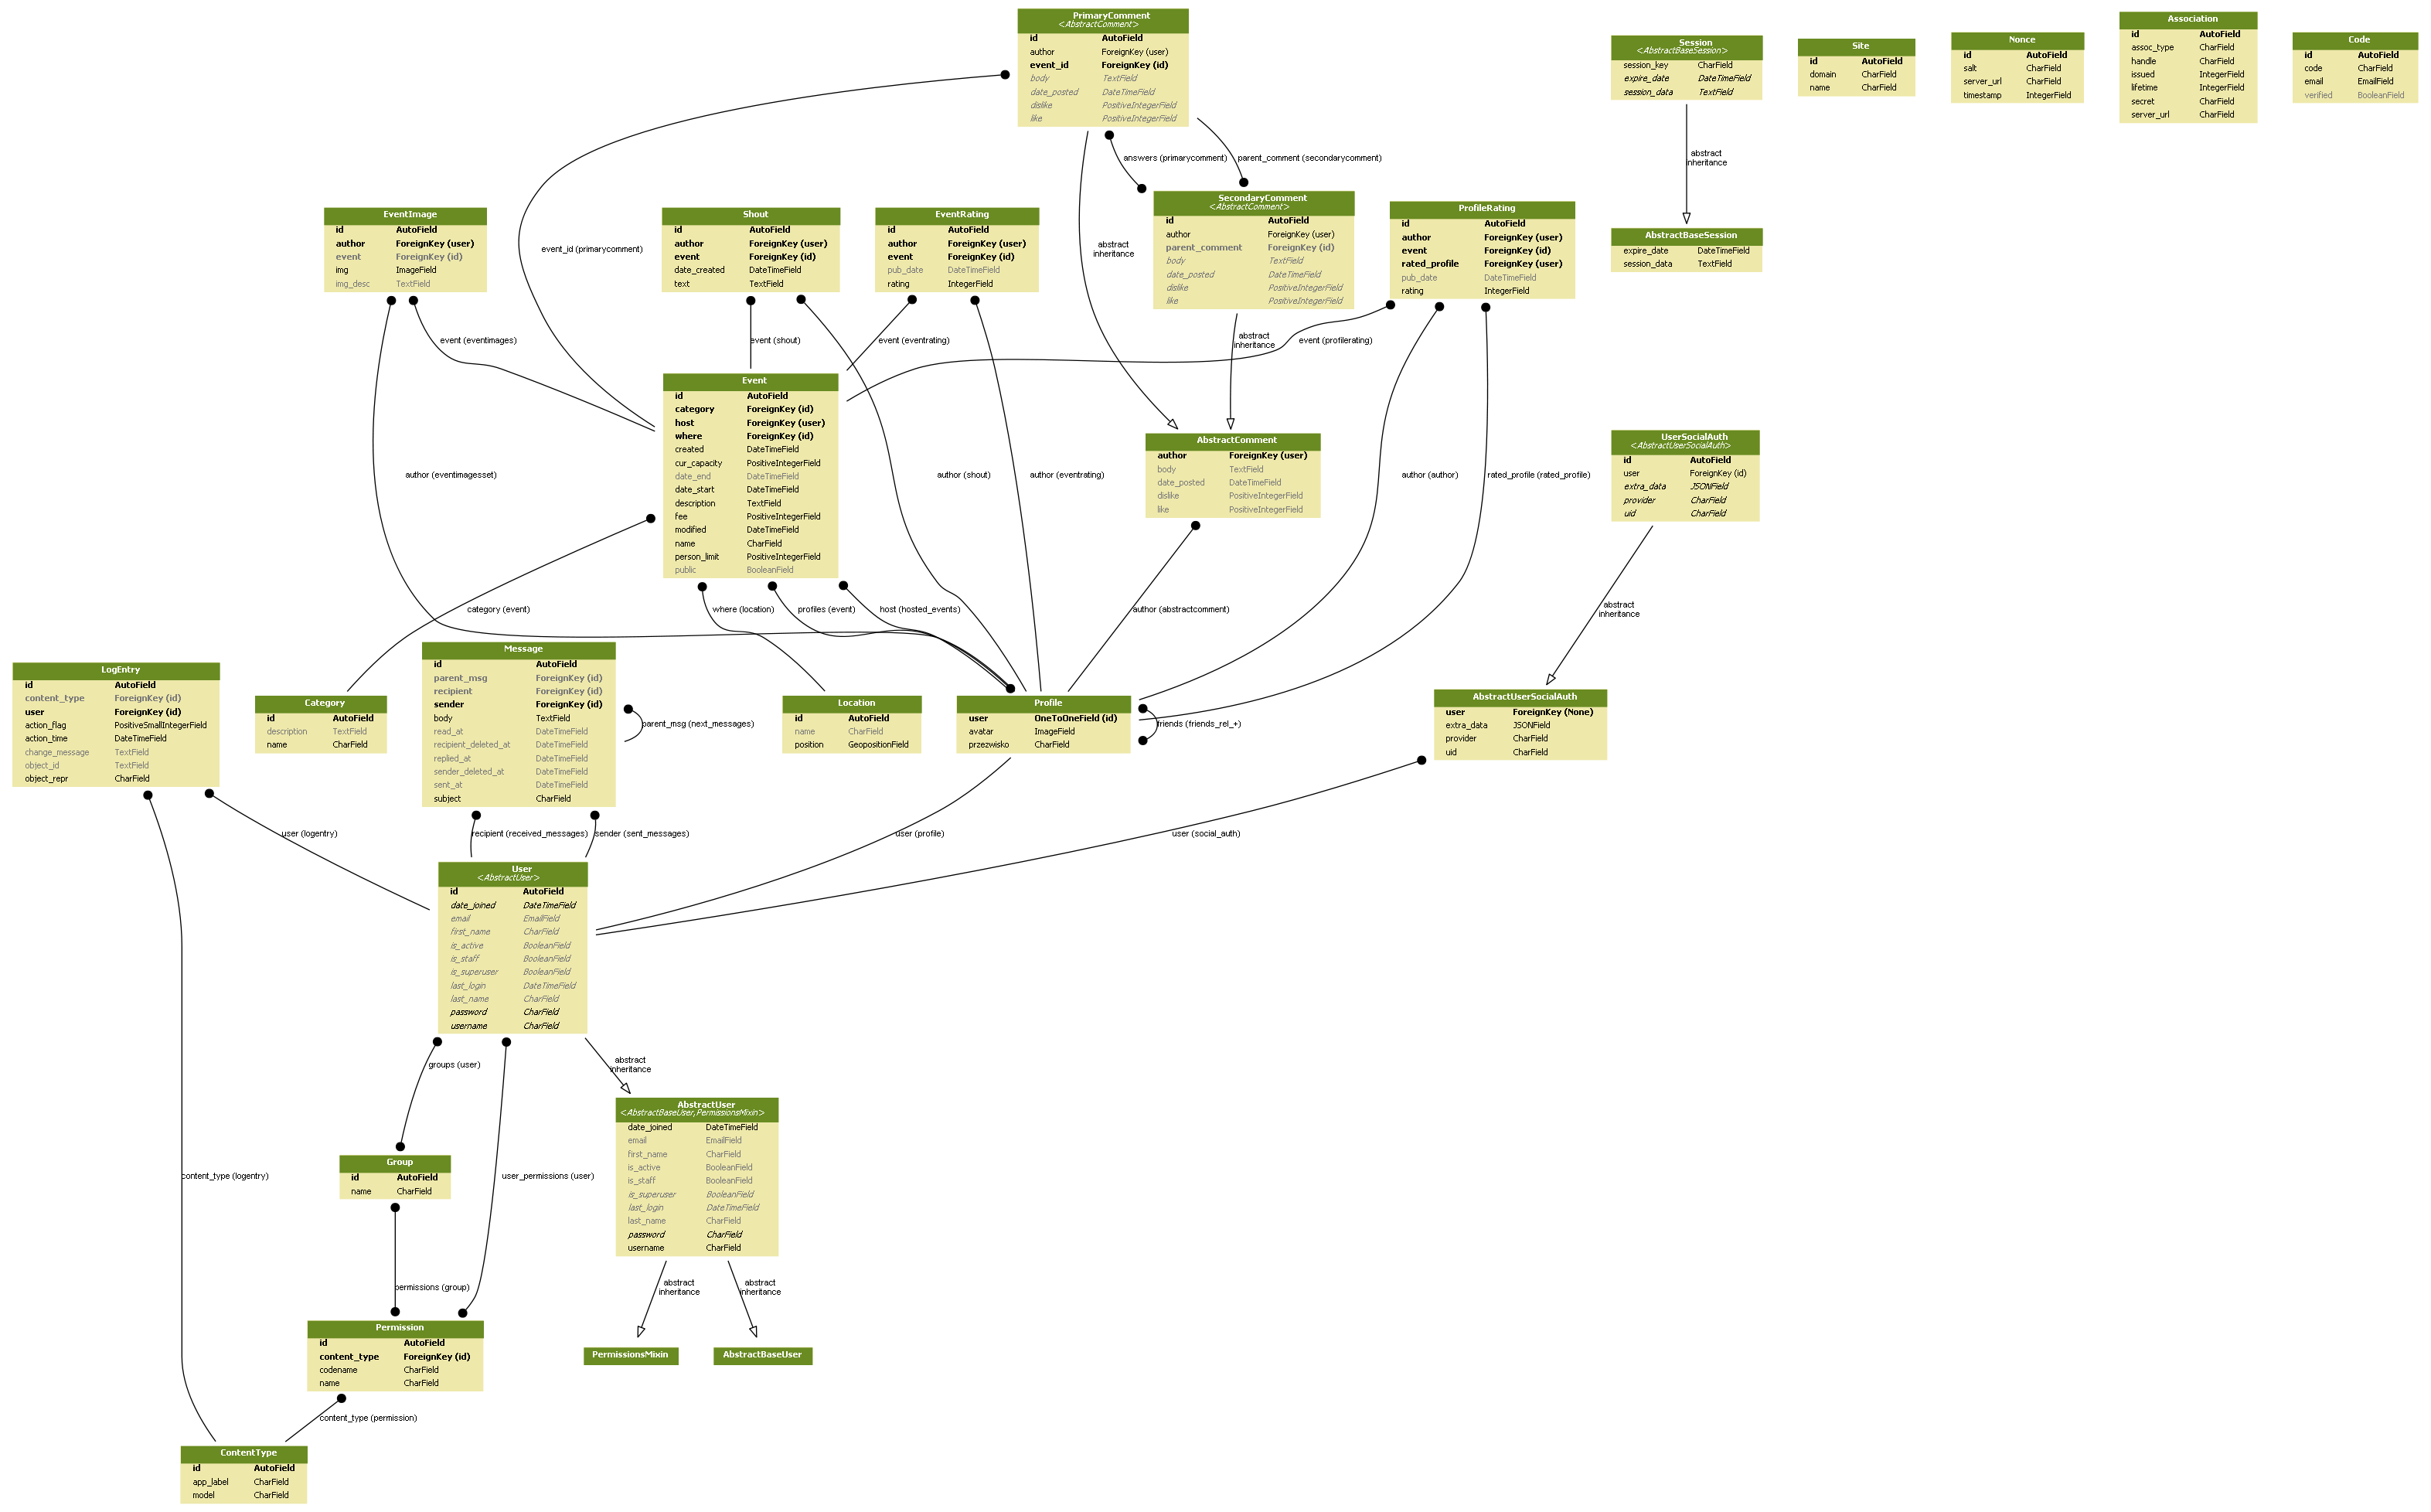 PrimaryComment
<AbstractComment>
id AutoField
author ForeignKey (user)
event_id ForeignKey (id)
body TextField
date_posted DateTimeField
dislike PositiveIntegerField
like PositiveIntegerField
Session
<AbstractBaseSession>
session_key CharField
expire_date DateTimeField
session_data TextField
Site
id AutoField
domain CharField
name CharField
Nonce
id AutoField
salt CharField
server_url CharField
timestamp IntegerField
Association
id AutoField
assoc_type CharField
handle CharField
issued IntegerField
lifetime IntegerField
secret CharField
server_url CharField
Code
id AutoField
code CharField
email EmailField
verified BooleanField
answers (primarycomment)
parent_comment (secondarycomment)
abstract
inheritance
EventImage
id AutoField
author ForeignKey (user)
event ForeignKey (id)
img ImageField
img_desc TextField
event_id (primarycomment)
Shout
id AutoField
author ForeignKey (user)
event ForeignKey (id)
date_created DateTimeField
text TextField
EventRating
id AutoField
author ForeignKey (user)
event ForeignKey (id)
pub_date DateTimeField
rating IntegerField
abstract
inheritance
SecondaryComment
<AbstractComment>
id AutoField
author ForeignKey (user)
parent_comment ForeignKey (id)
body TextField
date_posted DateTimeField
dislike PositiveIntegerField
like PositiveIntegerField
ProfileRating
id AutoField
author ForeignKey (user)
event ForeignKey (id)
rated_profile ForeignKey (user)
pub_date DateTimeField
rating IntegerField
AbstractBaseSession
expire_date DateTimeField
session_data TextField
event (eventimages)
event (shout)
event (eventrating)
abstract
inheritance
event (profilerating)
Event
id AutoField
category ForeignKey (id)
host ForeignKey (user)
where ForeignKey (id)
created DateTimeField
cur_capacity PositiveIntegerField
date_end DateTimeField
date_start DateTimeField
description TextField
fee PositiveIntegerField
modified DateTimeField
name CharField
person_limit PositiveIntegerField
public BooleanField
author (eventimagesset)
author (shout)
author (eventrating)
AbstractComment
author ForeignKey (user)
body TextField
date_posted DateTimeField
dislike PositiveIntegerField
like PositiveIntegerField
author (author)
rated_profile (rated_profile)
UserSocialAuth
<AbstractUserSocialAuth>
id AutoField
user ForeignKey (id)
extra_data JSONField
provider CharField
uid CharField
category (event)
where (location)
profiles (event)
host (hosted_events)
author (abstractcomment)
abstract
inheritance
LogEntry
id AutoField
content_type ForeignKey (id)
user ForeignKey (id)
action_flag PositiveSmallIntegerField
action_time DateTimeField
change_message TextField
object_id TextField
object_repr CharField
Category
id AutoField
description TextField
name CharField
Message
id AutoField
parent_msg ForeignKey (id)
recipient ForeignKey (id)
sender ForeignKey (id)
body TextField
read_at DateTimeField
recipient_deleted_at DateTimeField
replied_at DateTimeField
sender_deleted_at DateTimeField
sent_at DateTimeField
subject CharField
parent_msg (next_messages)
Location
id AutoField
name CharField
position GeopositionField
Profile
user OneToOneField (id)
avatar ImageField
przezwisko CharField
friends (friends_rel_+)
AbstractUserSocialAuth
user ForeignKey (None)
extra_data JSONField
provider CharField
uid CharField
user (logentry)
recipient (received_messages)
sender (sent_messages)
user (profile)
user (social_auth)
User
<AbstractUser>
id AutoField
date_joined DateTimeField
email EmailField
first_name CharField
is_active BooleanField
is_staff BooleanField
is_superuser BooleanField
last_login DateTimeField
last_name CharField
password CharField
username CharField
groups (user)
abstract
inheritance
AbstractUser
<AbstractBaseUser,PermissionsMixin>
date_joined DateTimeField
email EmailField
first_name CharField
is_active BooleanField
is_staff BooleanField
is_superuser BooleanField
last_login DateTimeField
last_name CharField
password CharField
username CharField
Group
id AutoField
name CharField
content_type (logentry)
user_permissions (user)
permissions (group)
abstract
inheritance
abstract
inheritance
Permission
id AutoField
content_type ForeignKey (id)
codename CharField
name CharField
PermissionsMixin
AbstractBaseUser
content_type (permission)
ContentType
id AutoField
app_label CharField
model CharField